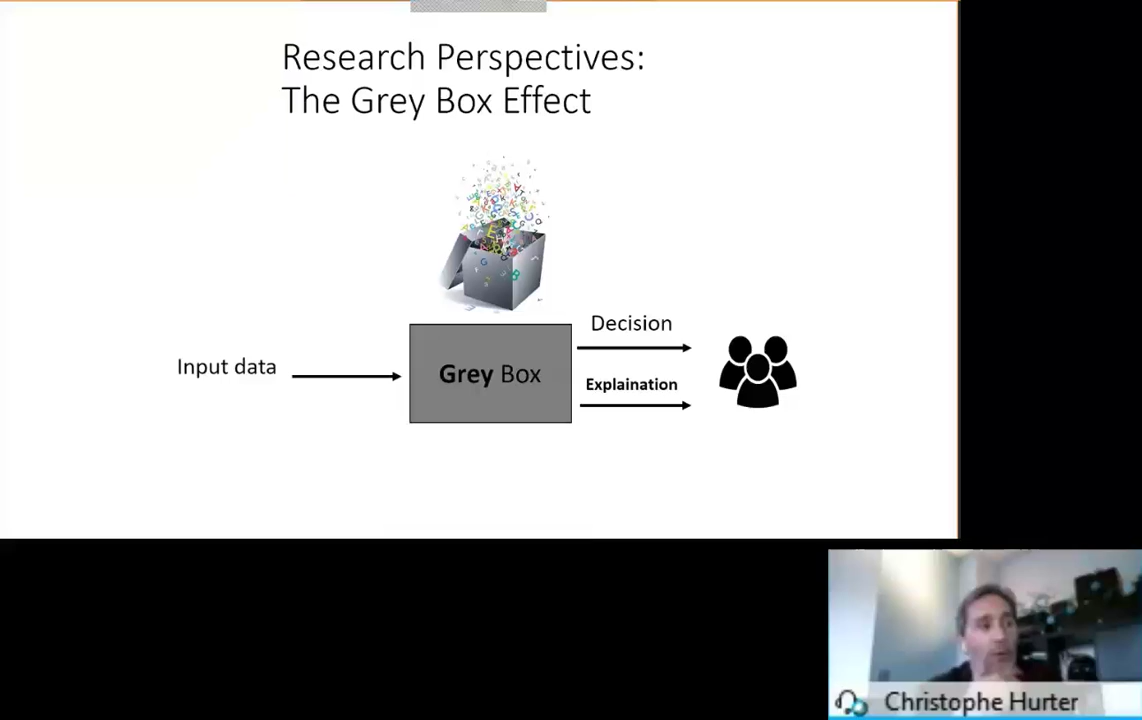 Research Perspectives:
The Grey Box Effect
Input data
Grey Box
Decision
Explaination
Christophe Hurter